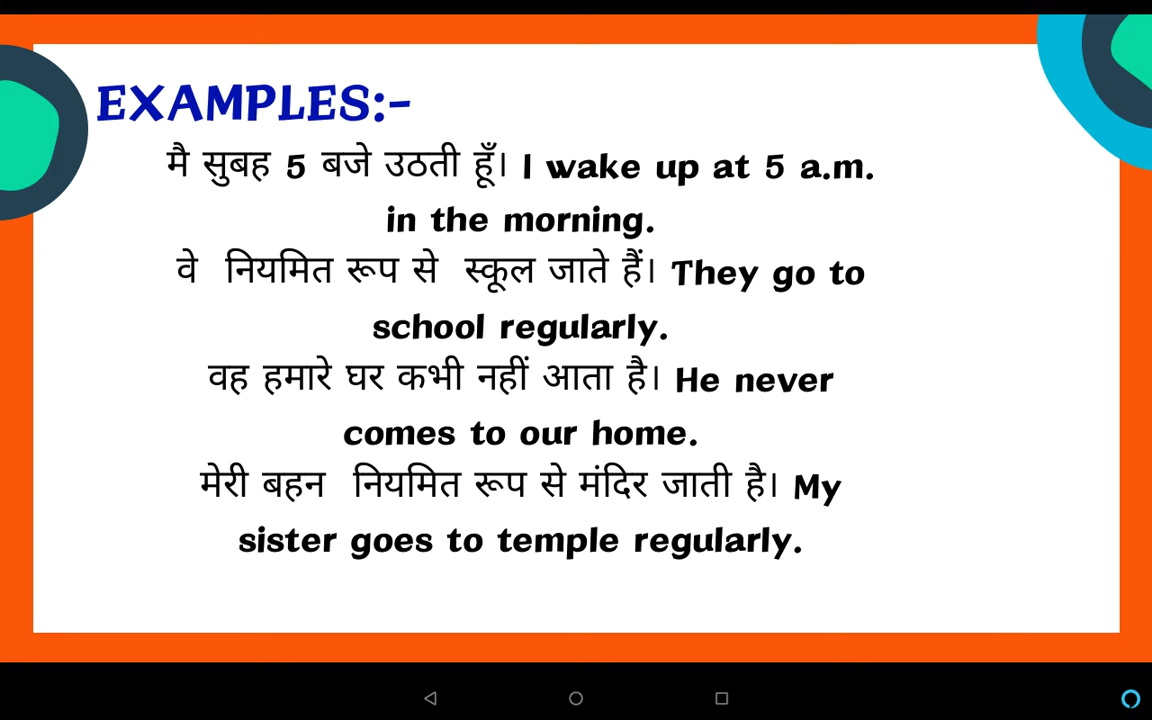 EXAMPLES:-
मै सुबह 5 बजे उठती हूँ। I wake up at 5 a.m.
in the morning.
वे नियमित रूप से स्कूल जाते हैं। They go to
school regularly.
वह हमारे घर कभी नहीं आता है। He never
comes to our home.
मेरी बहन नियमित रूप से मंदिर जाती है। My
sister goes to temple regularly.